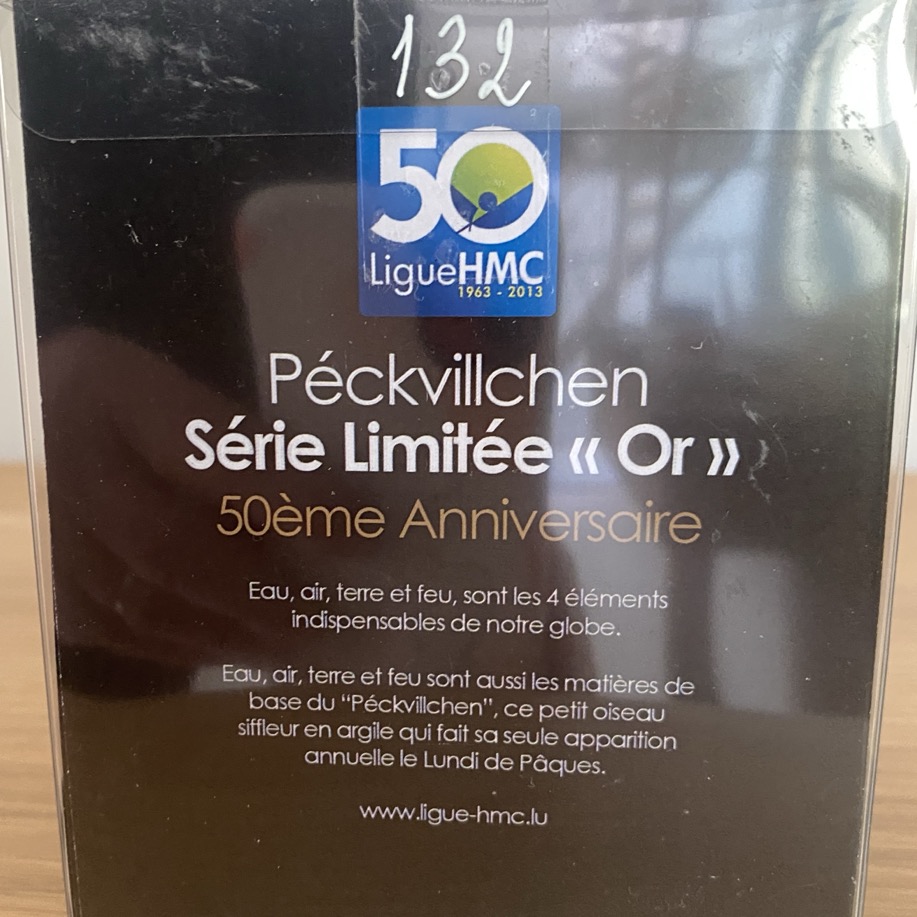 132
50
LigueHMC
1963 - 2013
Péckvillchen
Série Limitée « Or »
50ème Anniversaire
Eau, air, terre et feu, sont les 4 éléments
indispensables de notre globe.
Eau, air, terre et feu sont aussi les matières de
base du "Péckvillchen", ce petit oiseau
siffleur en argile qui fait sa seule apparition
annuelle le Lundi de Pâques.
www.ligue-hmc.lu